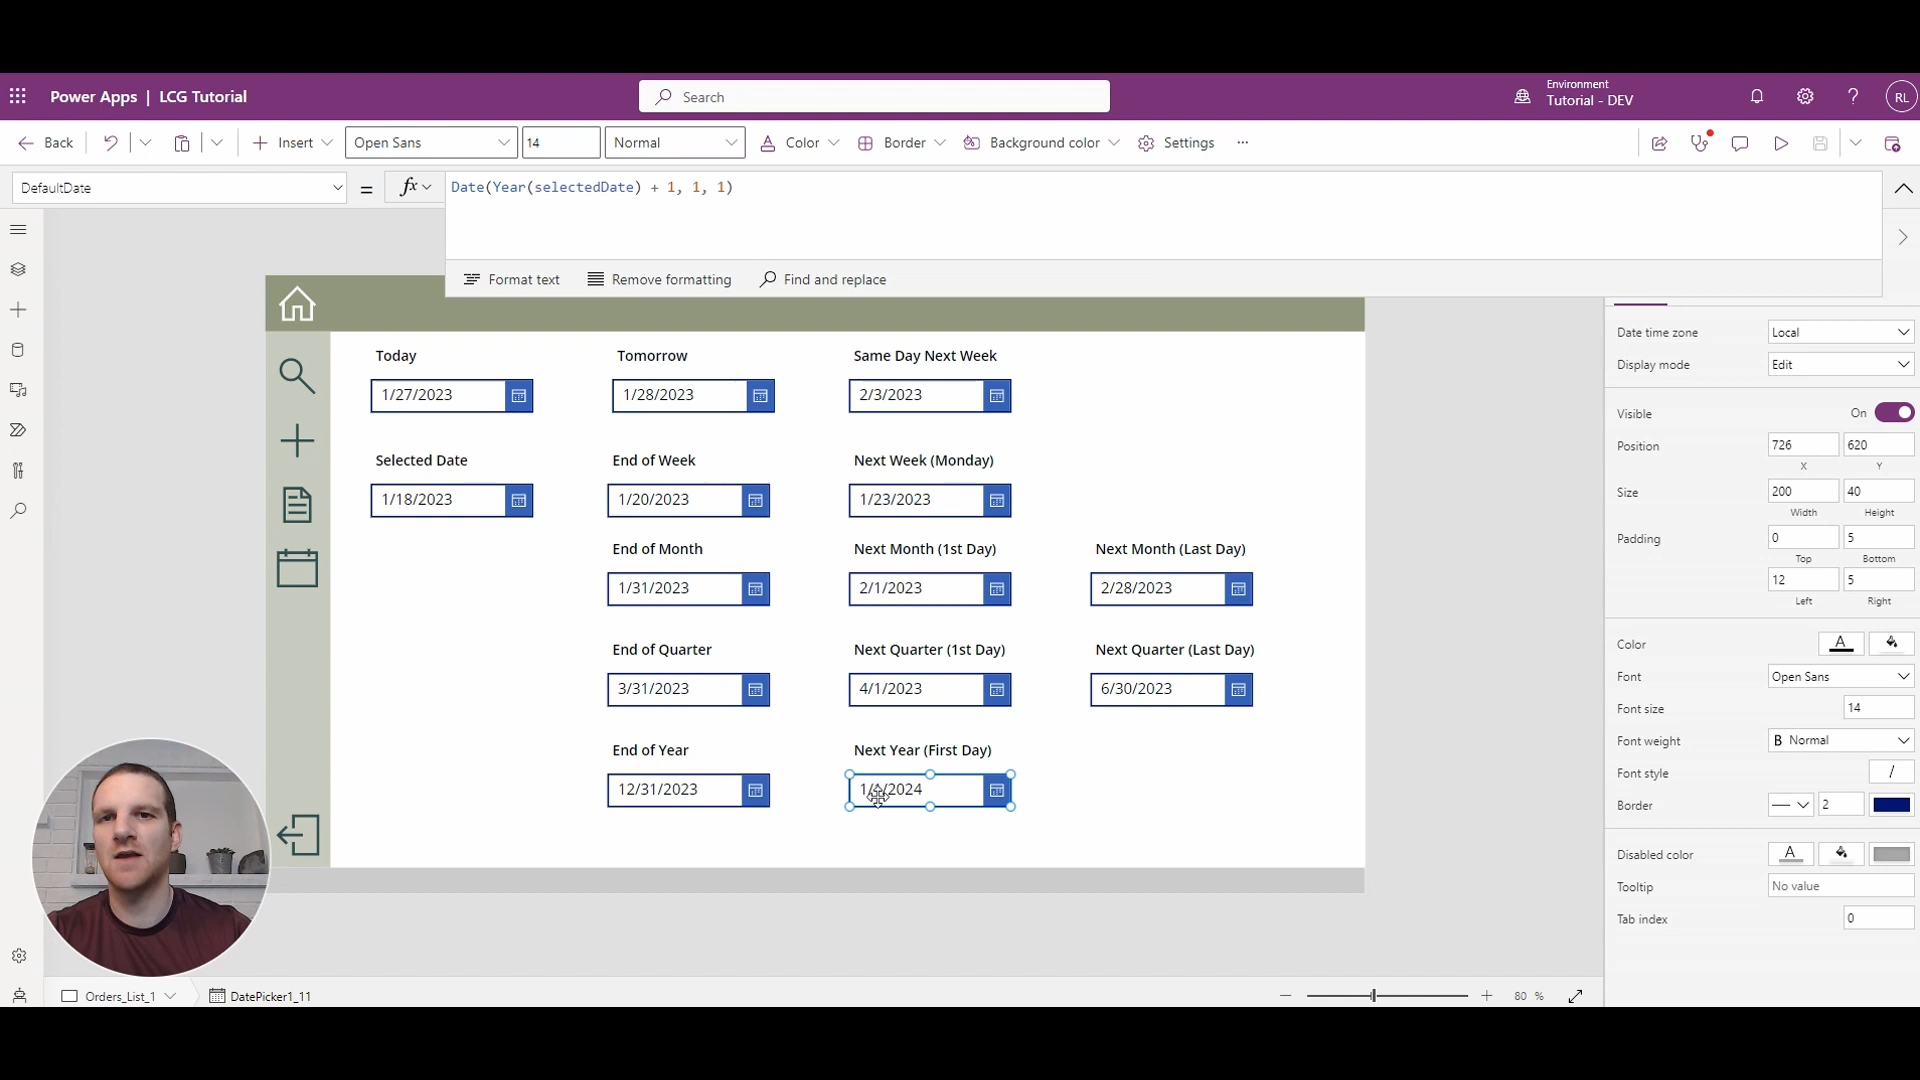 Power Apps | LCG Tutorial
Search
Environment
Tutorial - DEV
?
RL
Back
Insert
Open Sans
14
Normal
Color
Border
Background color
Settings
...
DefaultDate
=
fx
Date(Year(selectedDate) + 1, 1, 1)
Format text
Remove formatting
Find and replace
Today
Tomorrow
Same Day Next Week
1/27/2023
1/28/2023
2/3/2023
Selected Date
End of Week
Next Week (Monday)
1/18/2023
1/20/2023
1/23/2023
End of Month
Next Month (1st Day)
Next Month (Last Day)
1/31/2023
2/1/2023
2/28/2023
End of Quarter
Next Quarter (1st Day)
Next Quarter (Last Day)
3/31/2023
4/1/2023
6/30/2023
End of Year
Next Year (First Day)
12/31/2023
1/1/2024
Date time zone
Local
Display mode
Edit
Visible
On
Position
726
620
X
Y
Size
200
40
Width
Height
Padding
0
5
Top
Bottom
12
5
Left
Right
Color
A
Font
Open Sans
Font size
14
Font weight
B Normal
Font style
/
Border
2
Disabled color
A
Tooltip
No value
Tab index
0
Orders_List_1
DatePicker1_11
80 %